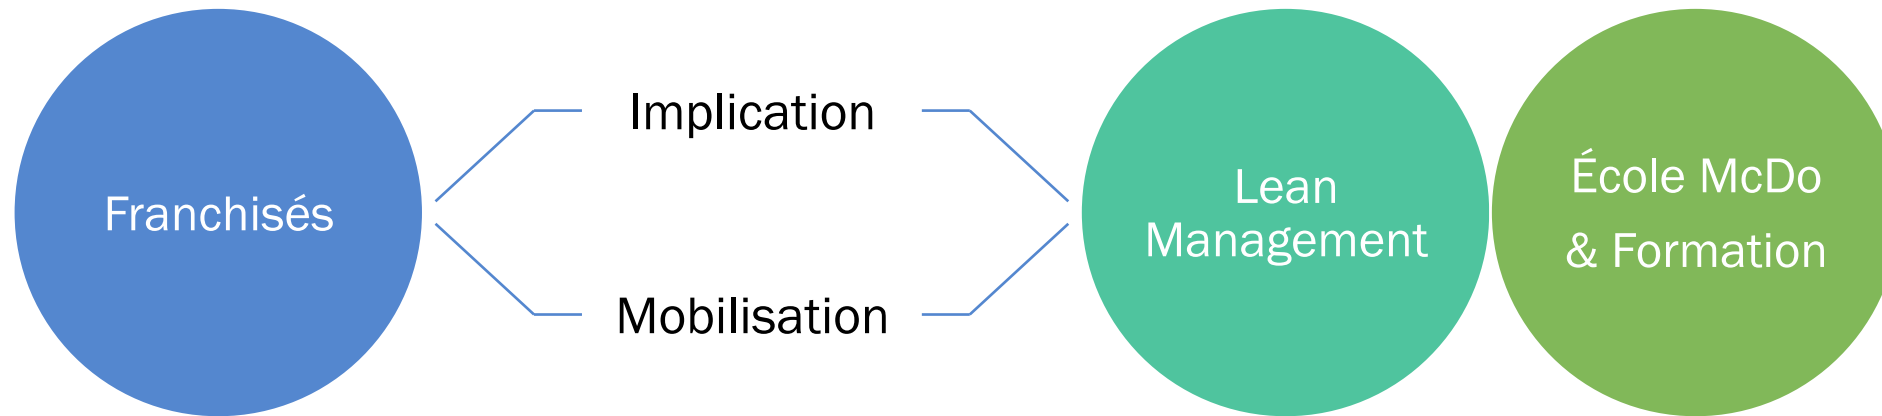 Franchisés
Implication
Mobilisation
Lean
Management
École McDo
& Formation